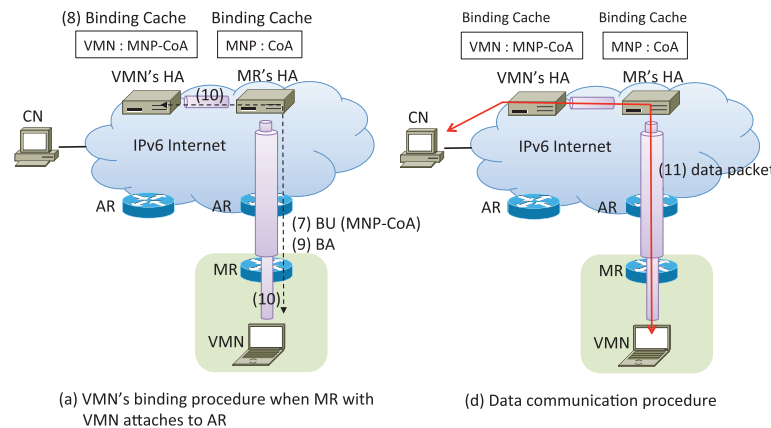 (8) Binding Cache
Binding Cache
VMN : MNP-CoA
MNP : CoA
VMN's HA
MR's HA
(10)
CN
IPv6 Internet
AR
AR
(7) BU (MNP-CoA)
(9) BA
MR
(10)
VMN
(a) VMN's binding procedure when MR with
VMN attaches to AR
Binding Cache
Binding Cache
VMN : MNP-CoA
MNP : CoA
VMN's HA
MR's HA
CN
IPv6 Internet
(11) data packet
AR
AR
MR
VMN
(d) Data communication procedure